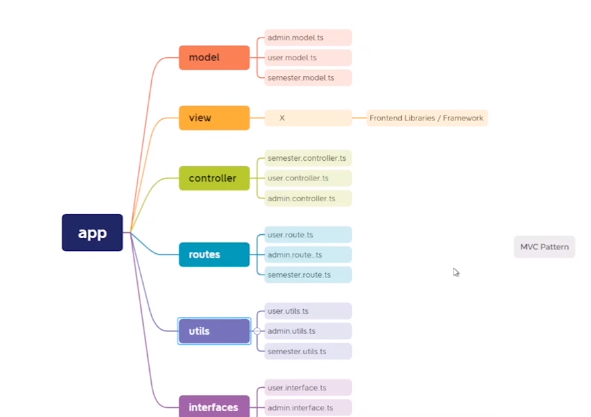 app
model
admin.model.ts
user.model.ts
semester.model.ts
view
X
Frontend Libraries / Framework
controller
semester.controller.ts
user.controller.ts
admin.controller.ts
routes
user.route.ts
admin.route..ts
semester.route.ts
MVC Pattern
utils
user.utils.ts
admin.utils.ts
semester.utils.ts
interfaces
user.interface.ts
admin.interface.ts